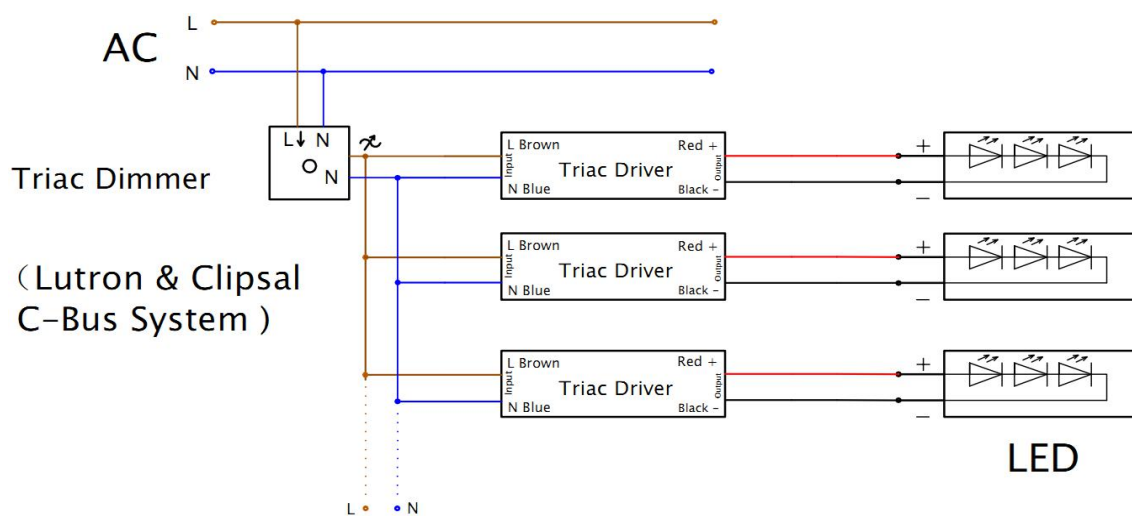 L
AC
N
L N
N
Triac Dimmer
（Lutron & Clipsal
C-Bus System )
L Brown
Input
N Blue
Triac Driver
Red +
Output
Black -
+
-
L Brown
Input
N Blue
Triac Driver
Red +
Output
Black -
+
-
L Brown
Input
N Blue
Triac Driver
Red +
Output
Black -
+
-
LED
L
N